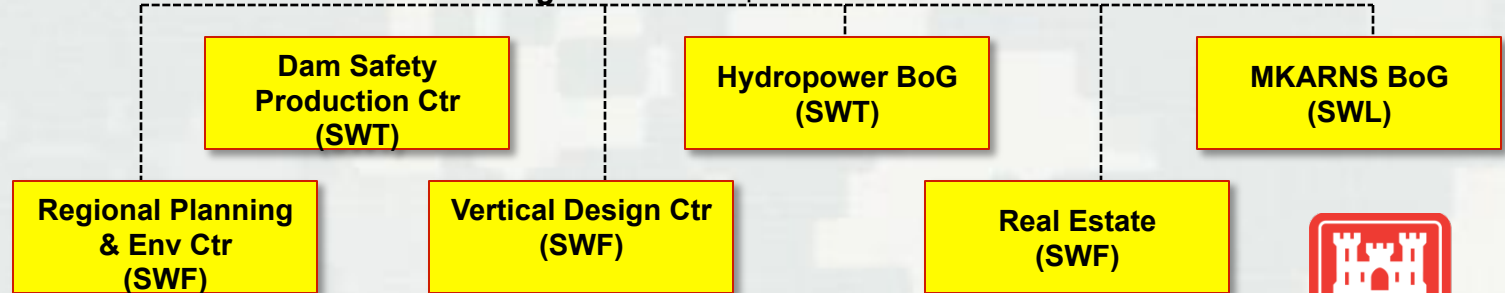 Dam Safety
Production Ctr
(SWT)
Hydropower BoG
(SWT)
MKARNS BoG
(SWL)
Regional Planning
& Env Ctr
(SWF)
Vertical Design Ctr
(SWF)
Real Estate
(SWF)